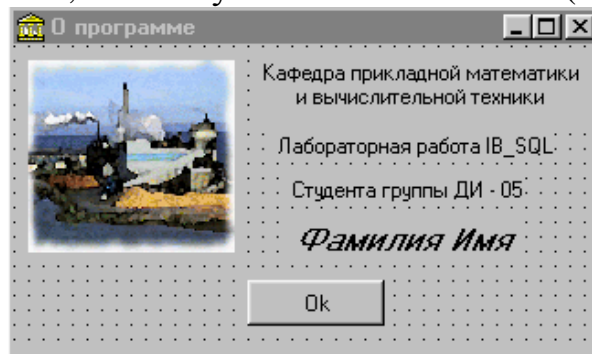 О программе
Кафедра прикладной математики
и вычислительной техники
Лабораторная работа IB_SQL
Студента группы ДИ - 05
Фамилия Имя
Ok